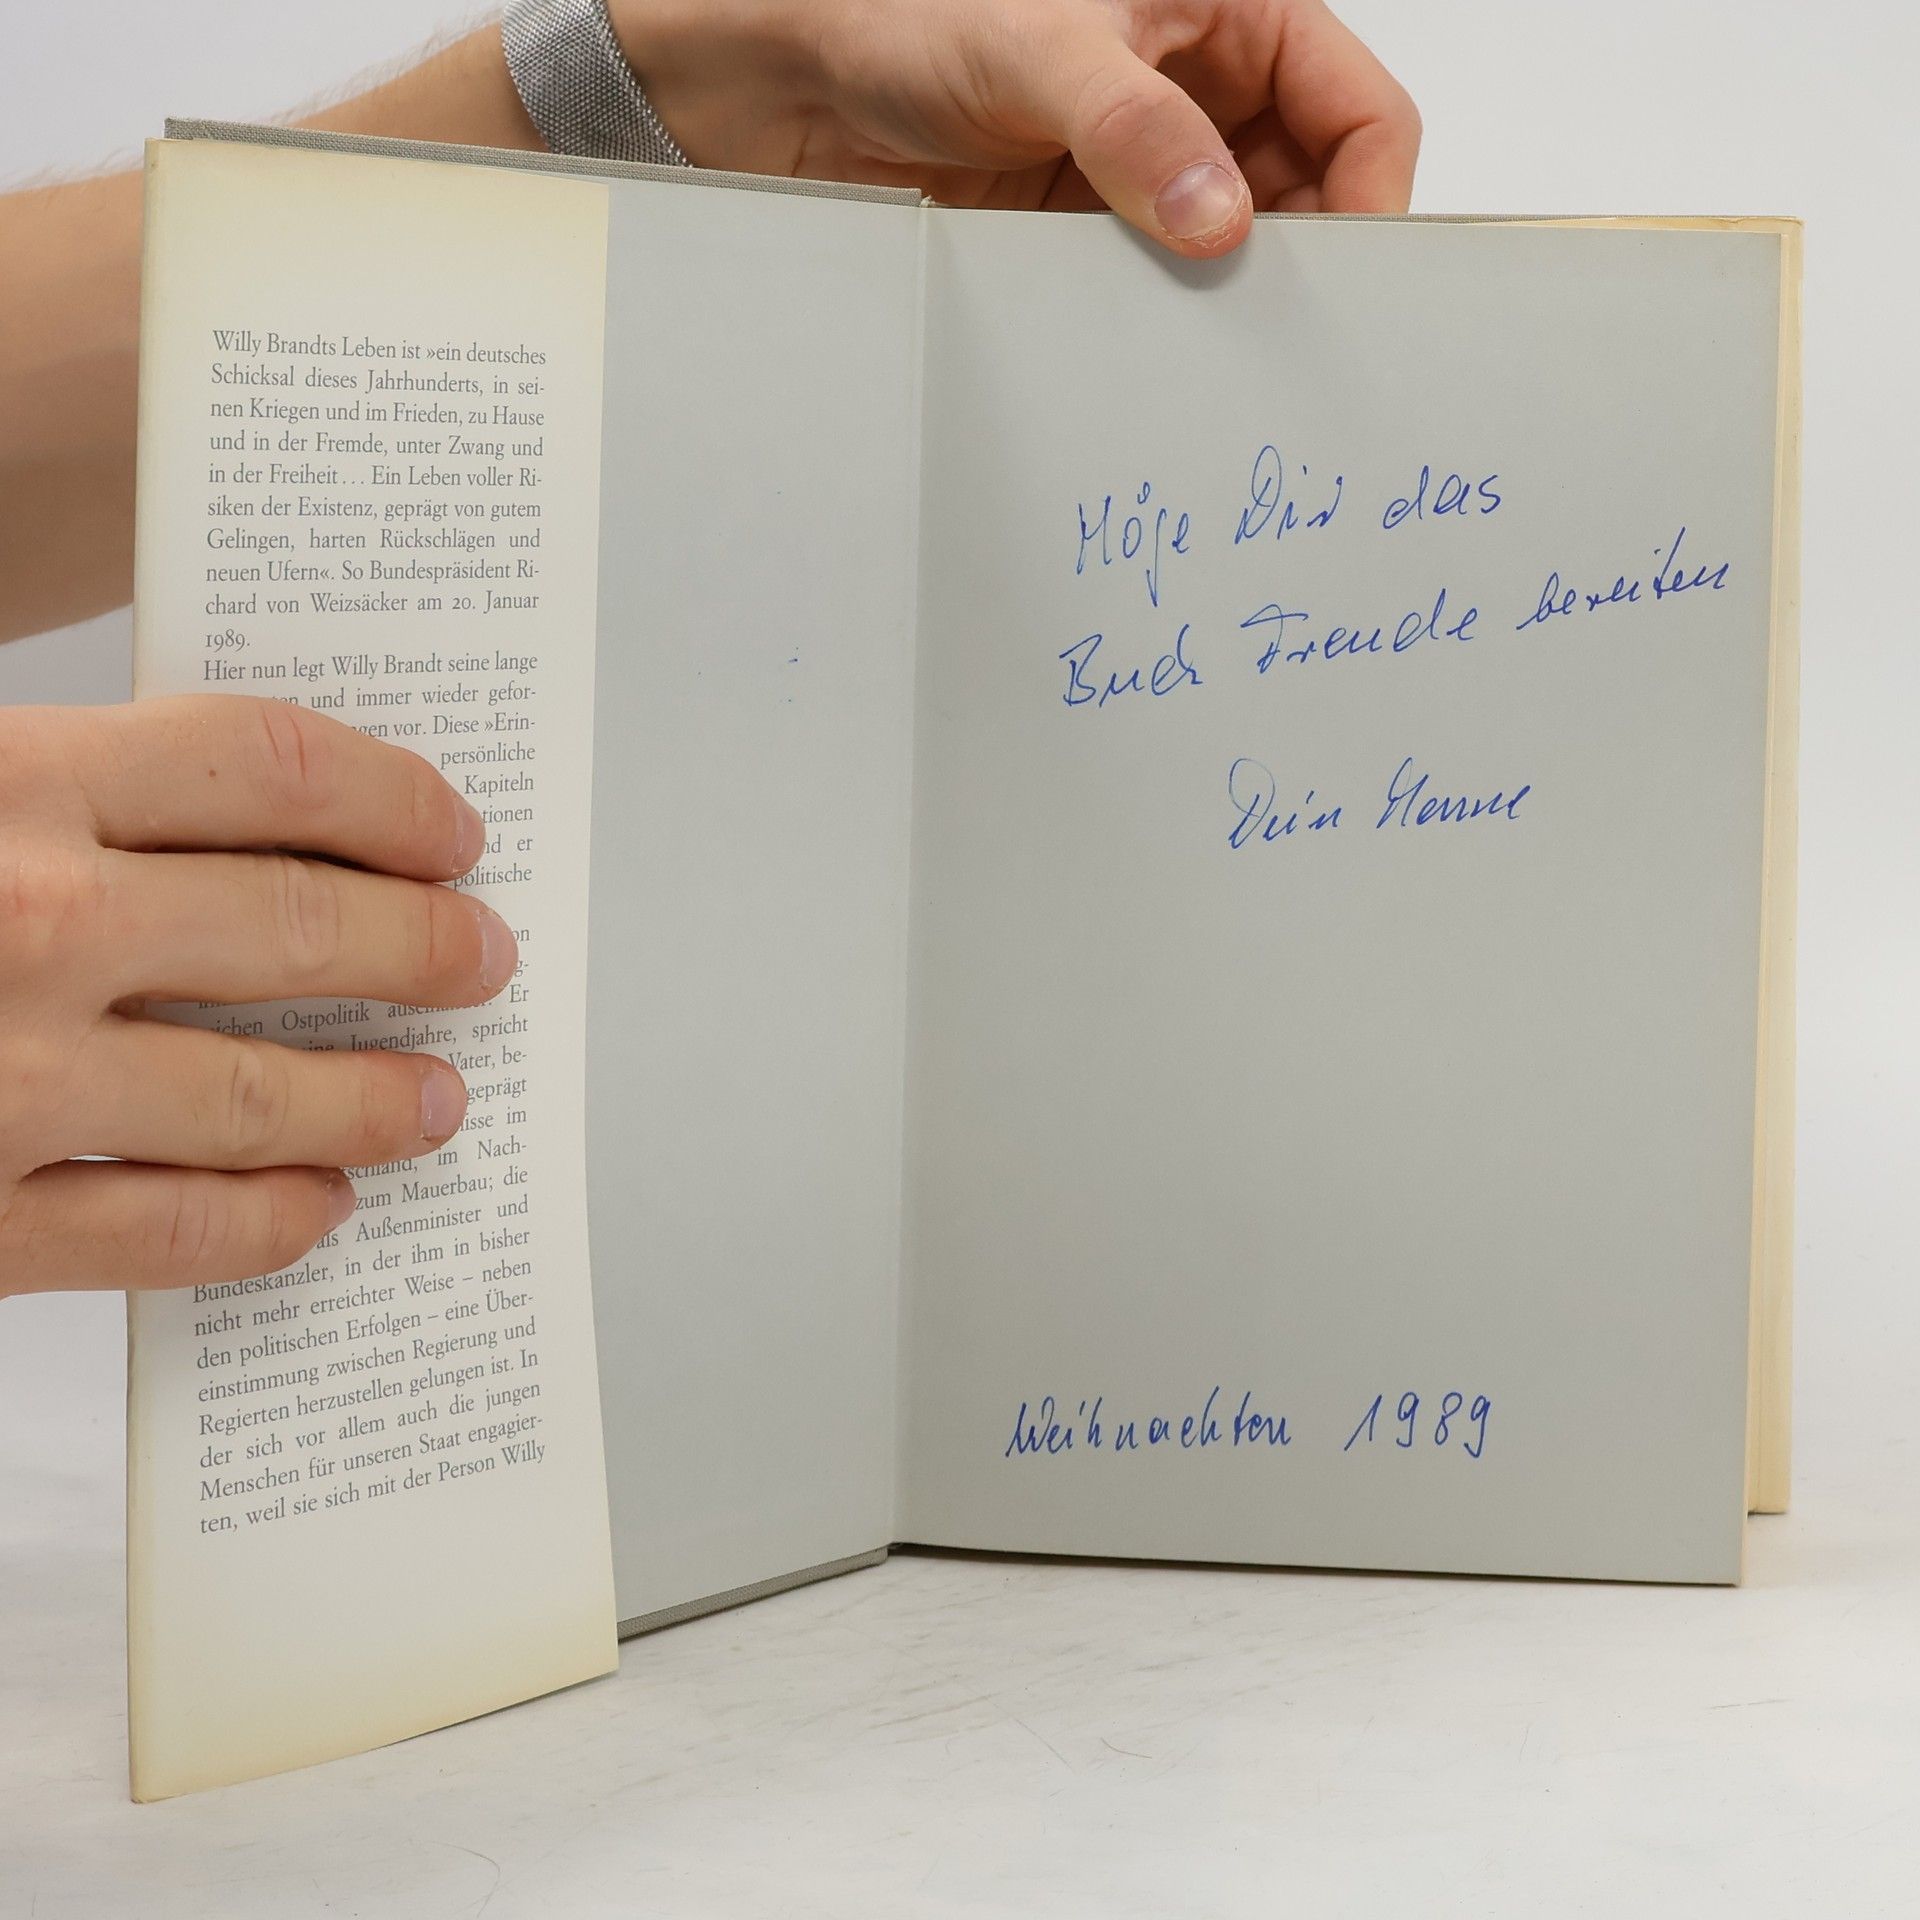 Willy Brandts Leben ist »ein deutsches
Schicksal dieses Jahrhunderts, in sei-
nen Kriegen und im Frieden, zu Hause
und in der Fremde, unter Zwang und
in der Freiheit... Ein Leben voller Ri-
siken der Existenz, geprägt von gutem
Gelingen, harten Rückschlägen und
neuen Ufern«. So Bundespräsident Ri-
chard von Weizsäcker am 20. Januar
1989.
Hier nun legt Willy Brandt seine lange
und immer wieder gefor-
vor. Diese »Erin-
persönliche
Kapiteln
er
politische
Er
Ostpolitik
Jugendjahre, spricht
Vater, be-
geprägt
im
im Nach-
zum Mauerbau; die
als Außenminister und
Bundeskanzler, in der ihm in bisher
nicht mehr erreichter Weise – neben
den politischen Erfolgen – eine Über-
einstimmung zwischen Regierung und
Regierten herzustellen gelungen ist. In
der sich vor allem auch die jungen
Menschen für unseren Staat engagier-
ten, weil sie sich mit der Person Willy
Möge Dir das
Buch Freude bereiten
Dein
Weihnachten 1989